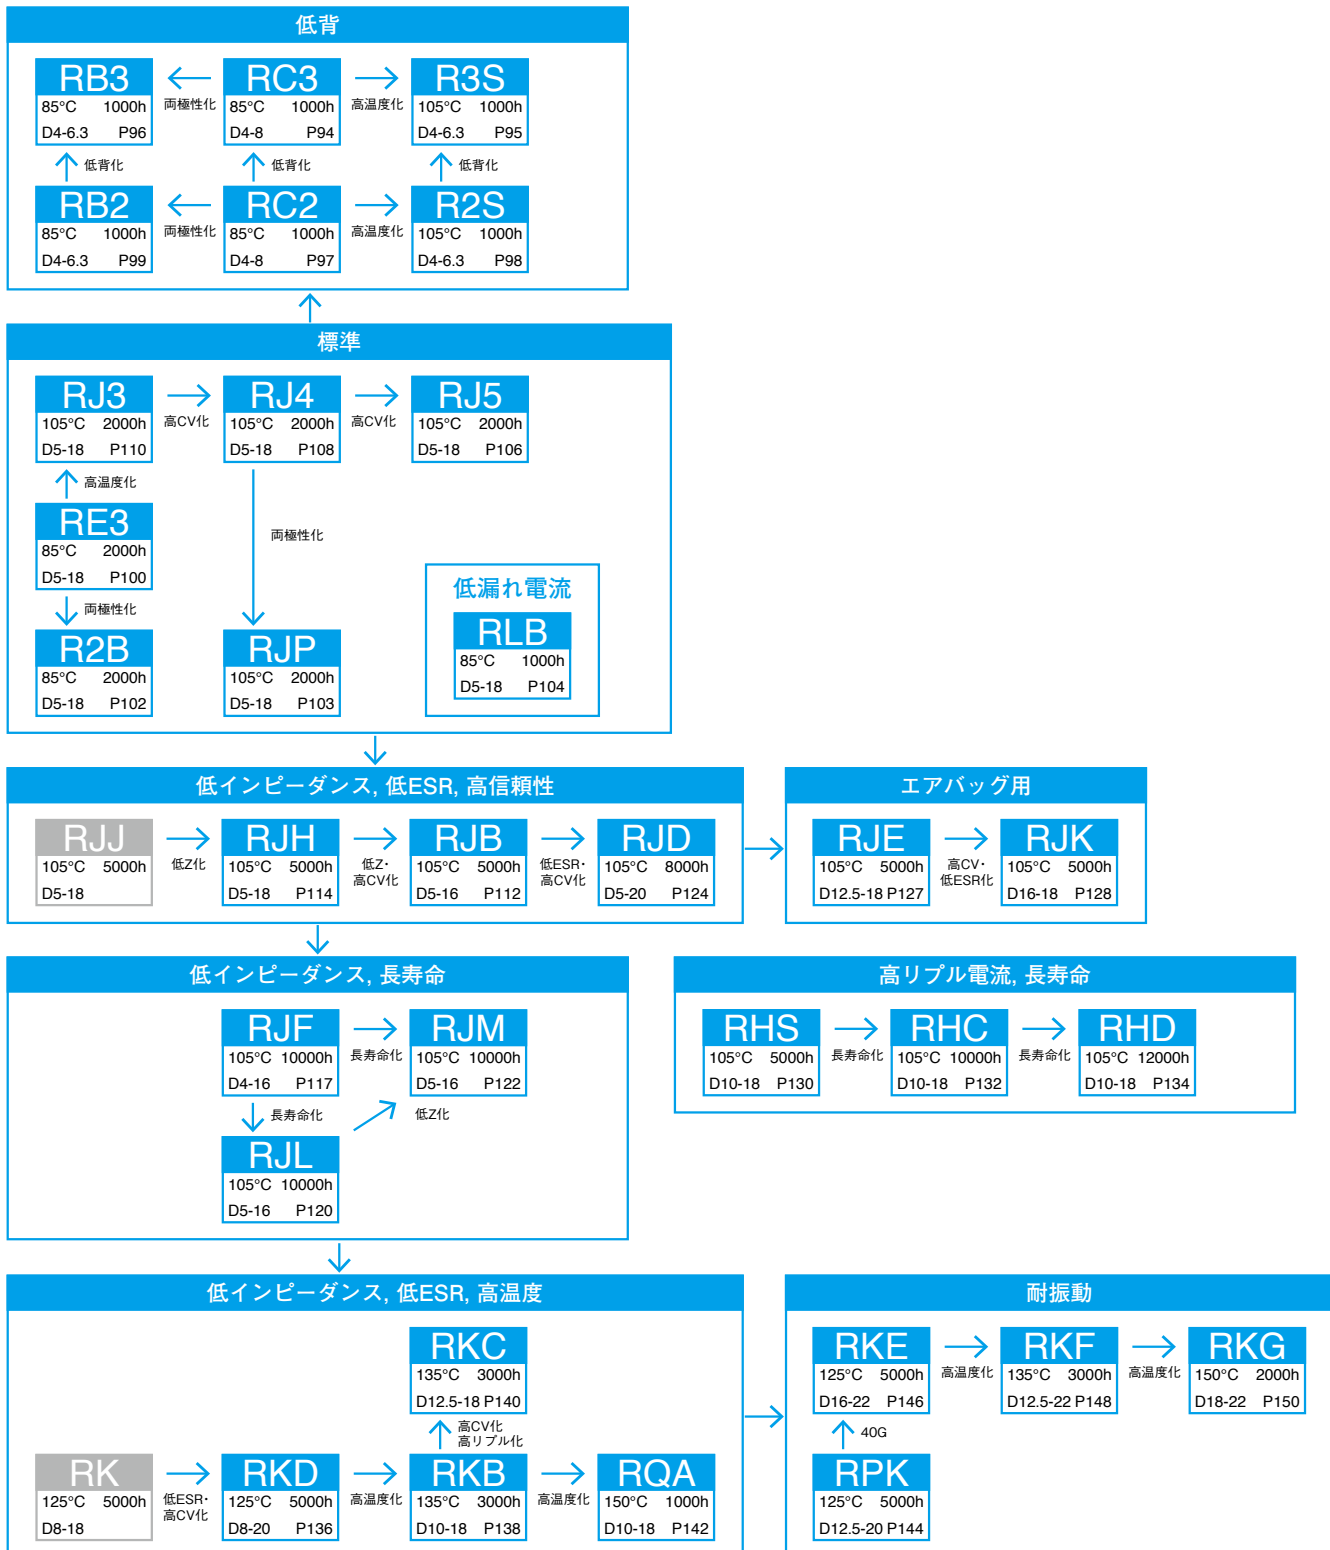 低背
RB3
85°C 1000h
D4-6.3 P96
両極性化
RC3
85°C 1000h
D4-8 P94
高温度化
R3S
105°C 1000h
D4-6.3 P95
低背化
低背化
低背化
RB2
85°C 1000h
D4-6.3 P99
両極性化
RC2
85°C 1000h
D4-8 P97
高温度化
R2S
105°C 1000h
D4-6.3 P98
標準
RJ3
105°C 2000h
D5-18 P110
高CV化
RJ4
105°C 2000h
D5-18 P108
高CV化
RJ5
105°C 2000h
D5-18 P106
高温度化
RE3
85°C 2000h
D5-18 P100
両極性化
両極性化
R2B
85°C 2000h
D5-18 P102
RJP
105°C 2000h
D5-18 P103
低漏れ電流
RLB
85°C 1000h
D5-18 P104
低インピーダンス, 低ESR, 高信頼性
RJJ
105°C 5000h
D5-18
低Z化
RJH
105°C 5000h
D5-18 P114
低Z・
高CV化
RJB
105°C 5000h
D5-16 P112
低ESR・
高CV化
RJD
105°C 8000h
D5-20 P124
エアバッグ用
RJE
105°C 5000h
D12.5-18 P127
高CV・
低ESR化
RJK
105°C 5000h
D16-18 P128
低インピーダンス, 長寿命
RJF
105°C 10000h
D4-16 P117
長寿命化
RJM
105°C 10000h
D5-16 P122
長寿命化
低Z化
RJL
105°C 10000h
D5-16 P120
高リプル電流, 長寿命
RHS
105°C 5000h
D10-18 P130
長寿命化
RHC
105°C 10000h
D10-18 P132
長寿命化
RHD
105°C 12000h
D10-18 P134
低インピーダンス, 低ESR, 高温度
RKC
135°C 3000h
D12.5-18 P140
高CV化
高リプル化
RK
125°C 5000h
D8-18
低ESR・
高CV化
RKD
125°C 5000h
D8-20 P136
高温度化
RKB
135°C 3000h
D10-18 P138
高温度化
RQA
150°C 1000h
D10-18 P142
耐振動
RKE
125°C 5000h
D16-22 P146
高温度化
RKF
135°C 3000h
D12.5-22 P148
高温度化
RKG
150°C 2000h
D18-22 P150
40G
RPK
125°C 5000h
D12.5-20 P144